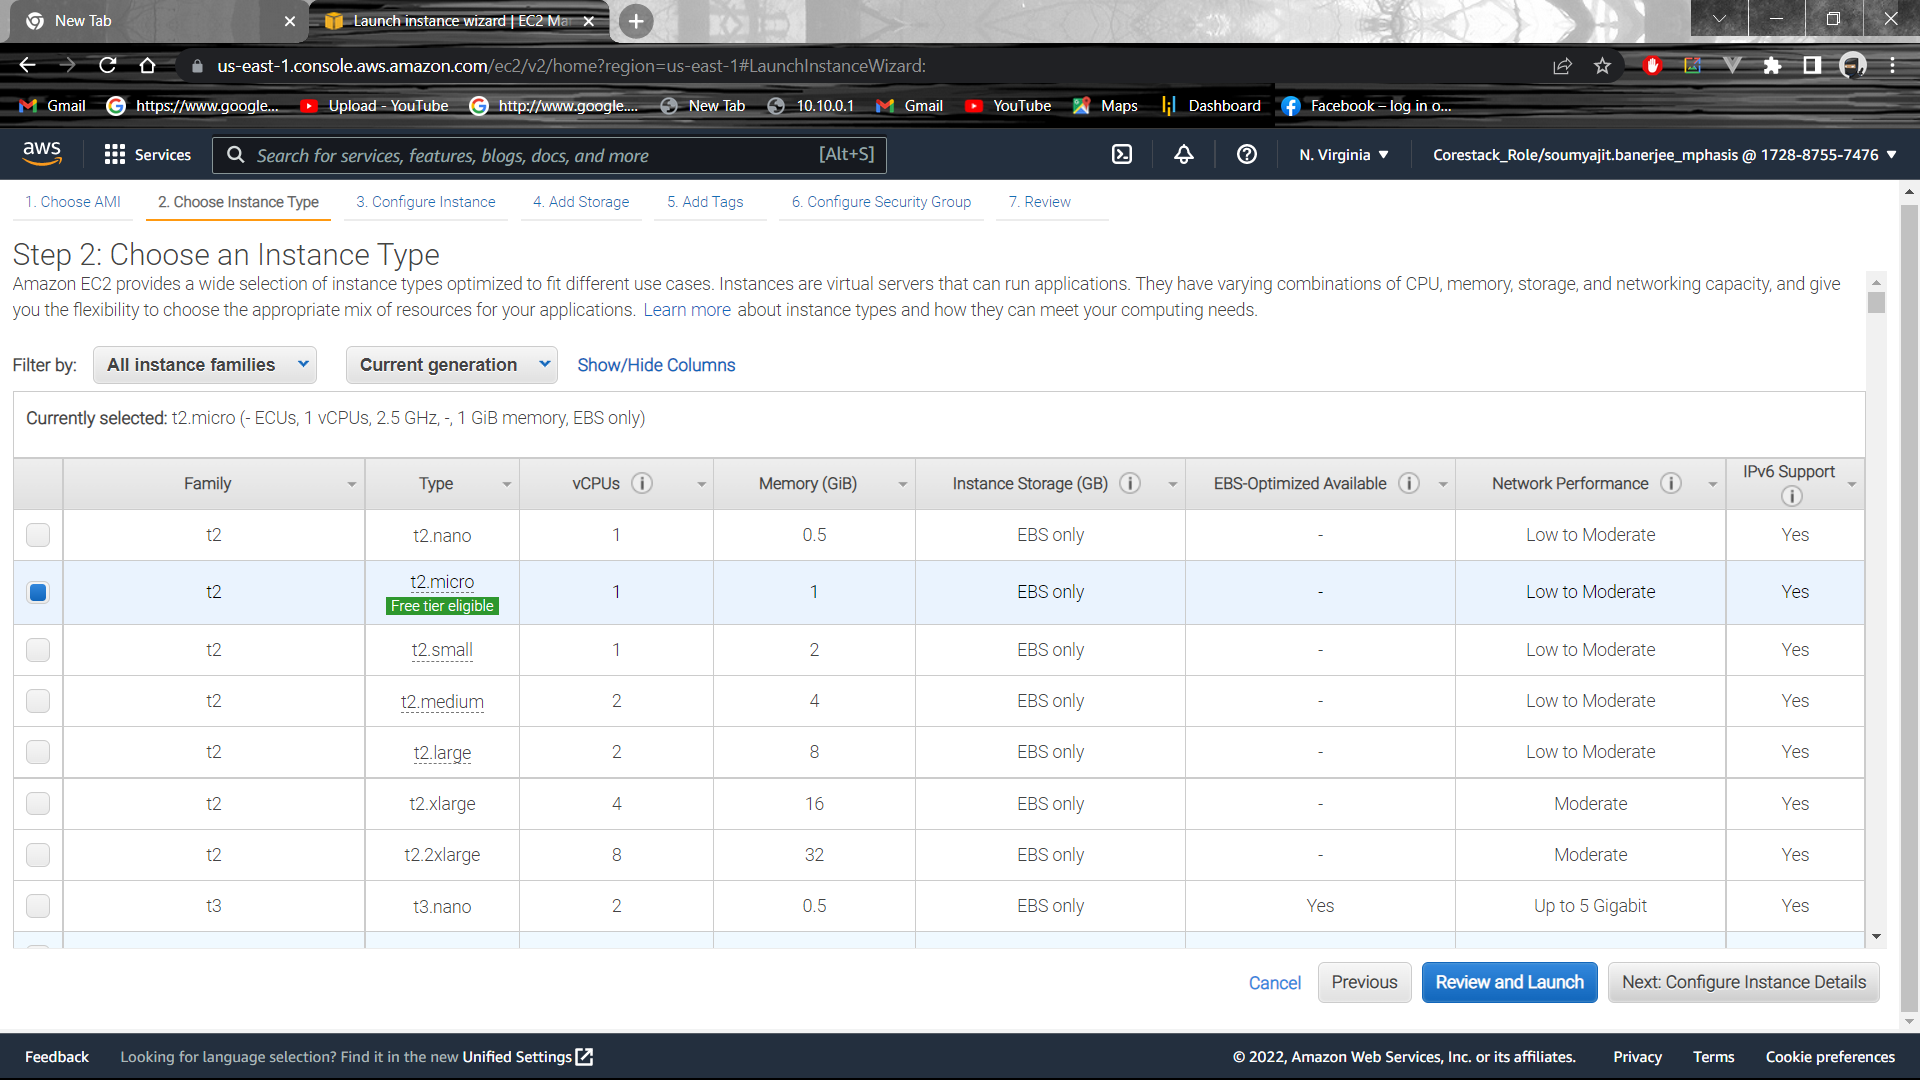 New Tab
Launch instance wizard | EC2 Ma
us-east-1.console.aws.amazon.com/ec2/v2/home?region=us-east-1#LaunchInstanceWizard:
Gmail https://www.google... Upload - YouTube http://www.google.... New Tab 10.10.0.1 Gmail YouTube Maps Dashboard Facebook – log in o...
aws Services Search for services, features, blogs, docs, and more [Alt+S] N. Virginia Corestack_Role/soumyajit.banerjee_mphasis @ 1728-8755-7476
1. Choose AMI 2. Choose Instance Type 3. Configure Instance 4. Add Storage 5. Add Tags 6. Configure Security Group 7. Review
Step 2: Choose an Instance Type
Amazon EC2 provides a wide selection of instance types optimized to fit different use cases. Instances are virtual servers that can run applications. They have varying combinations of CPU, memory, storage, and networking capacity, and give
you the flexibility to choose the appropriate mix of resources for your applications. Learn more about instance types and how they can meet your computing needs.
Filter by: All instance families Current generation Show/Hide Columns
Currently selected: t2.micro (- ECUs, 1 vCPUs, 2.5 GHz, -, 1 GiB memory, EBS only)
Family Type vCPUs Memory (GiB) Instance Storage (GB) EBS-Optimized Available Network Performance IPv6 Support
t2 t2.nano 1 0.5 EBS only - Low to Moderate Yes
t2 t2.micro 1 1 EBS only - Low to Moderate Yes
Free tier eligible
t2 t2.small 1 2 EBS only - Low to Moderate Yes
t2 t2.medium 2 4 EBS only - Low to Moderate Yes
t2 t2.large 2 8 EBS only - Low to Moderate Yes
t2 t2.xlarge 4 16 EBS only - Moderate Yes
t2 t2.2xlarge 8 32 EBS only - Moderate Yes
t3 t3.nano 2 0.5 EBS only Yes Up to 5 Gigabit Yes
Cancel Previous Review and Launch Next: Configure Instance Details
Feedback Looking for language selection? Find it in the new Unified Settings © 2022, Amazon Web Services, Inc. or its affiliates. Privacy Terms Cookie preferences